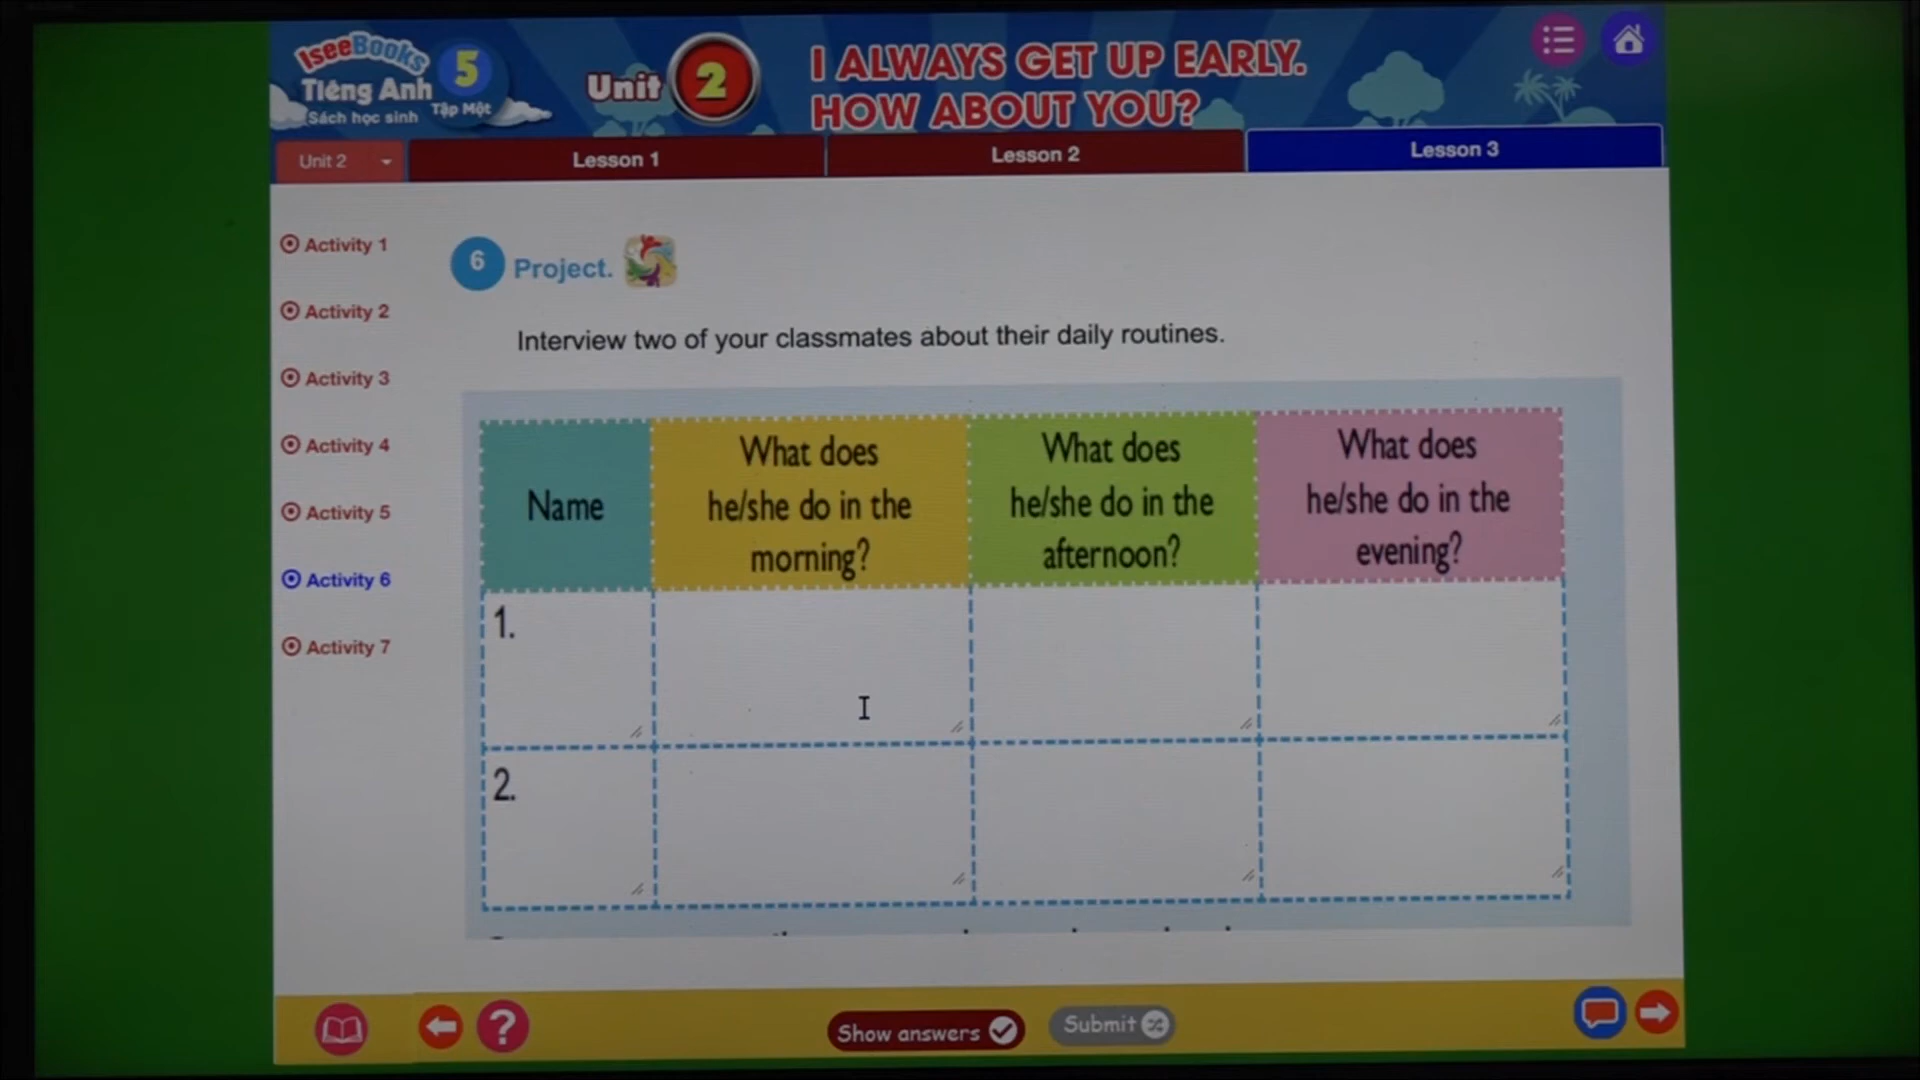 IseeBooks
Tiếng Anh 5
Sách học sinh Tập Một
Unit 2
I ALWAYS GET UP EARLY.
HOW ABOUT YOU?
Unit 2
Lesson 1
Lesson 2
Lesson 3
Activity 1
Activity 2
Activity 3
Activity 4
Activity 5
Activity 6
Activity 7
6 Project.
Interview two of your classmates about their daily routines.
Name
What does
he/she do in the
morning?
What does
he/she do in the
afternoon?
What does
he/she do in the
evening?
1.
2.
?
Show answers
Submit